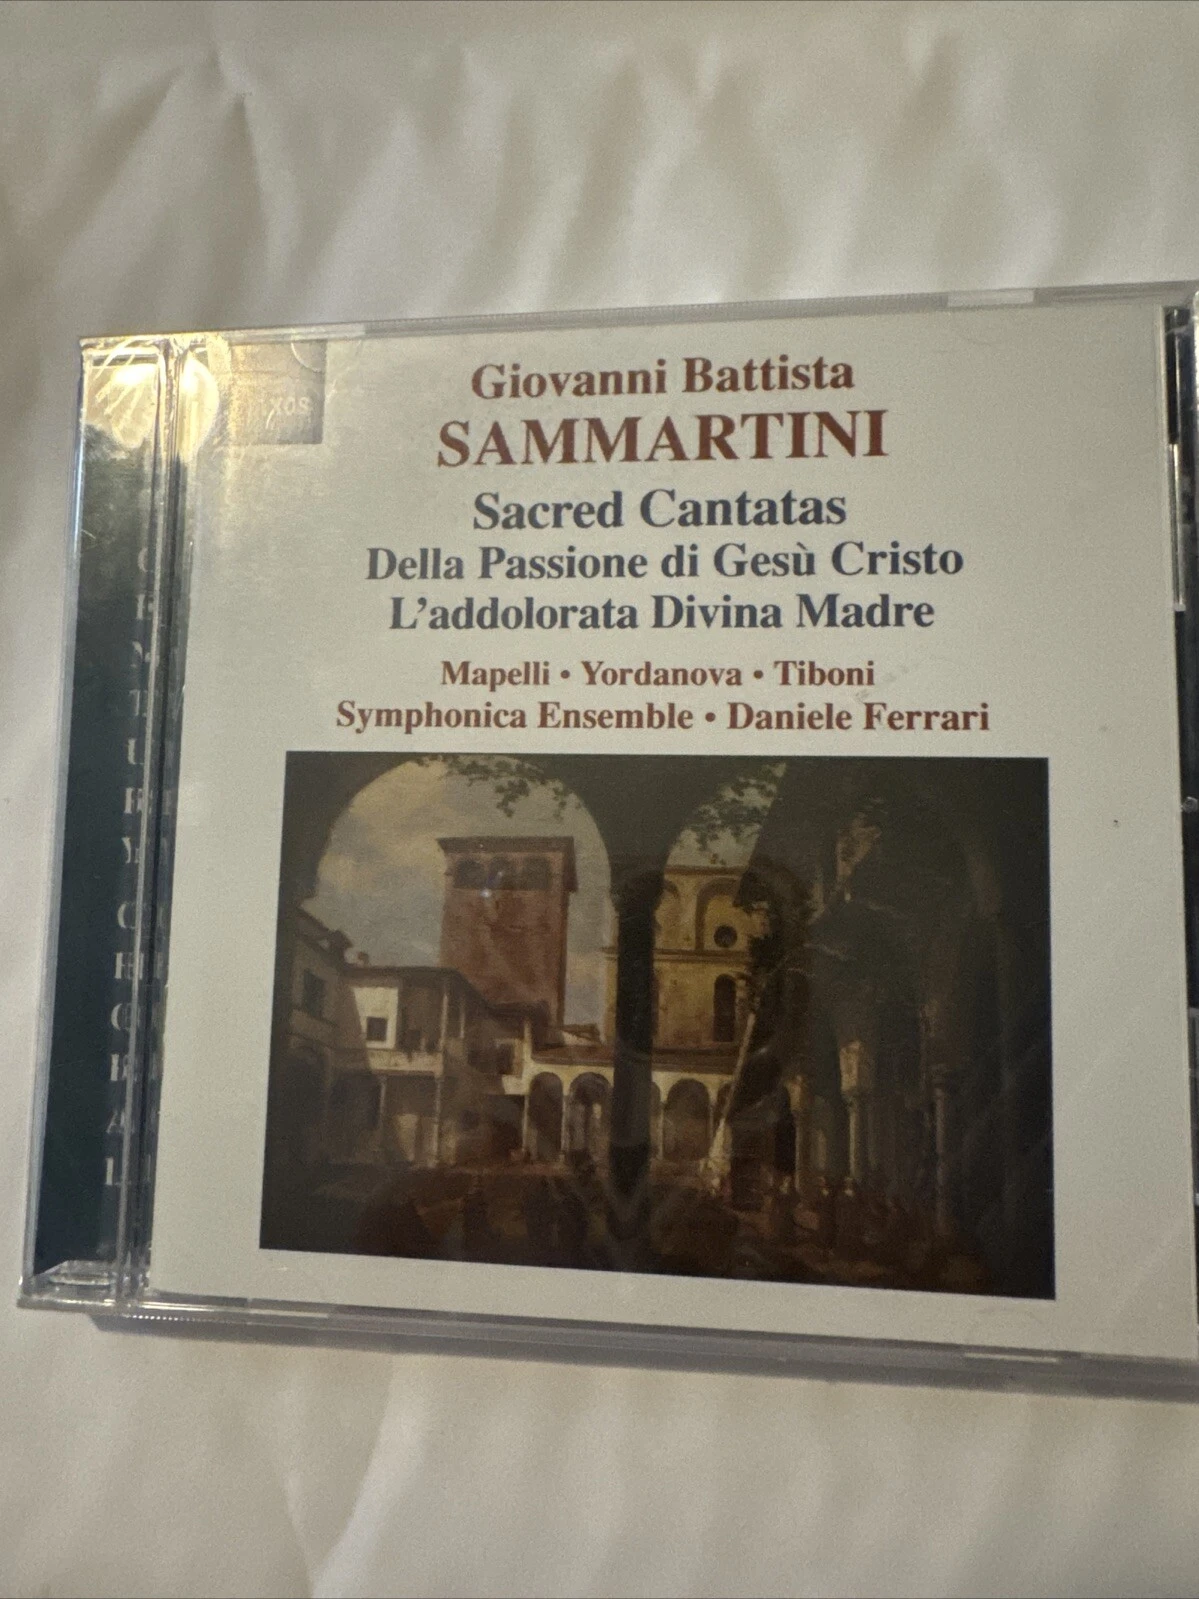 Giovanni Battista
SAMMARTINI
Sacred Cantatas
Della Passione di Gesù Cristo
L'addolorata Divina Madre
Mapelli • Yordanova • Tiboni
Symphonica Ensemble • Daniele Ferrari